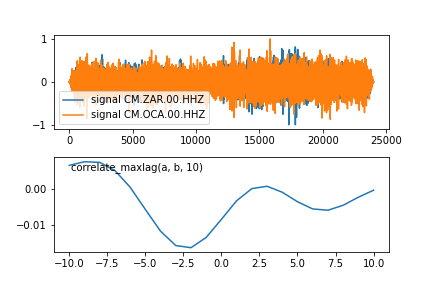 1
0
−1
signal CM.ZAR.00.HHZ
signal CM.OCA.00.HHZ
0 5000 10000 15000 20000 25000
correlate_maxlag(a, b, 10)
0.00
−0.01
−10.0 −7.5 −5.0 −2.5 0.0 2.5 5.0 7.5 10.0